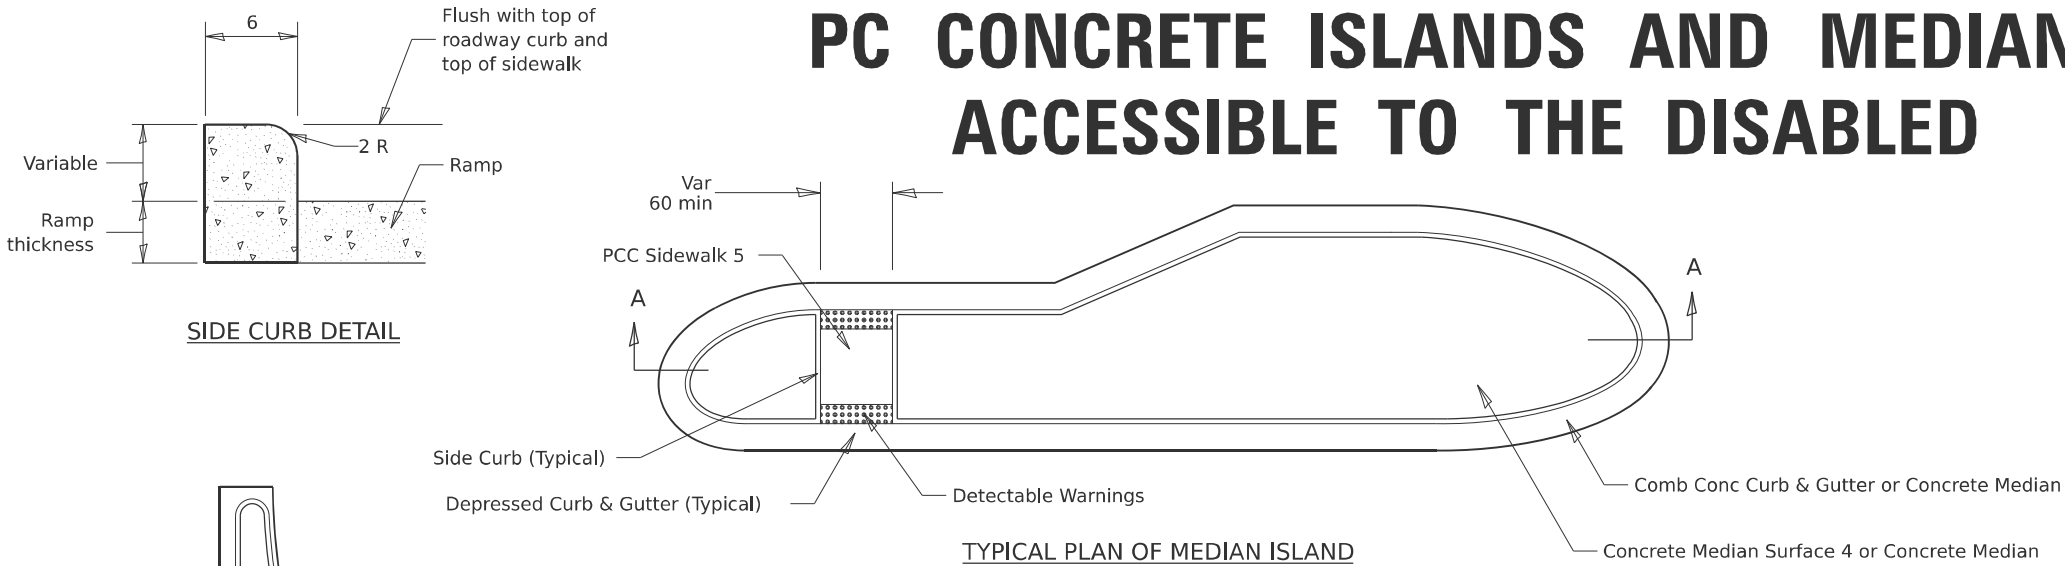 PC CONCRETE ISLANDS AND MEDIAN
ACCESSIBLE TO THE DISABLED
6
Flush with top of
roadway curb and
top of sidewalk
2 R
Variable
Ramp
Ramp
thickness
SIDE CURB DETAIL
Var
60 min
PCC Sidewalk 5
A
A
Side Curb (Typical)
Depressed Curb & Gutter (Typical)
Detectable Warnings
Comb Conc Curb & Gutter or Concrete Median
Concrete Median Surface 4 or Concrete Median
TYPICAL PLAN OF MEDIAN ISLAND